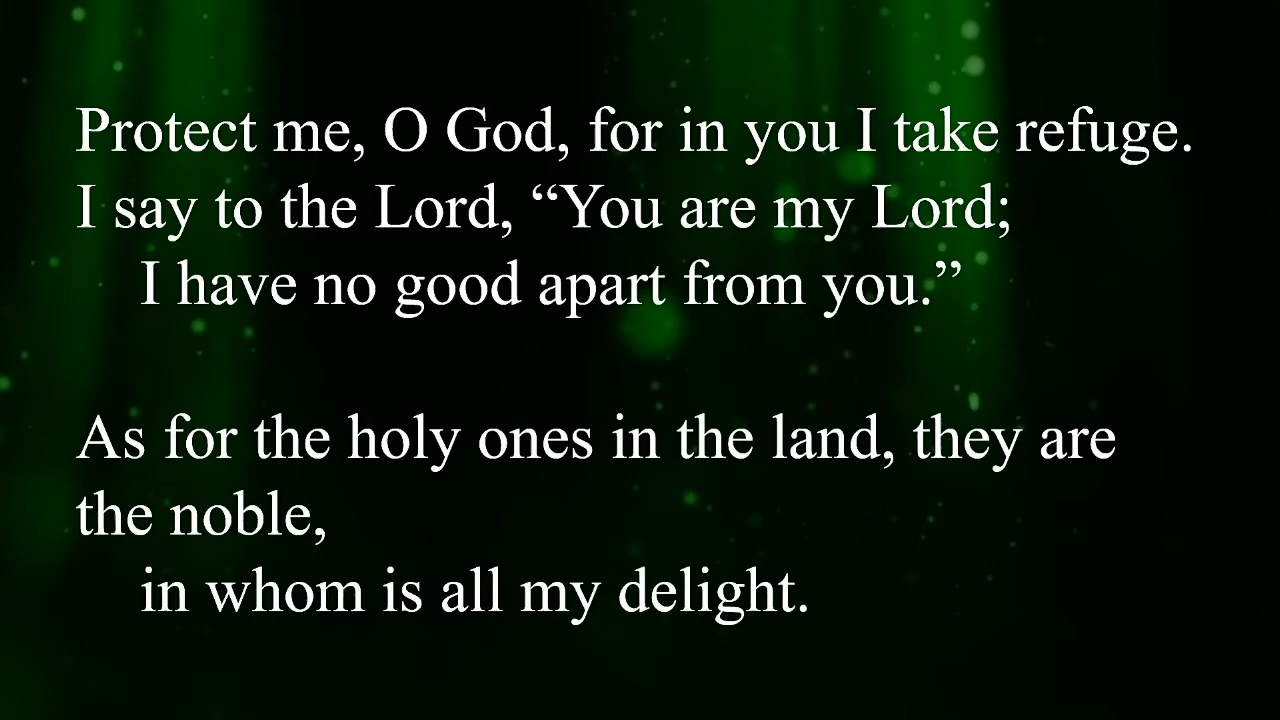 Protect me, O God, for in you I take refuge.
I say to the Lord, “You are my Lord;
I have no good apart from you.”
As for the holy ones in the land, they are
the noble,
in whom is all my delight.